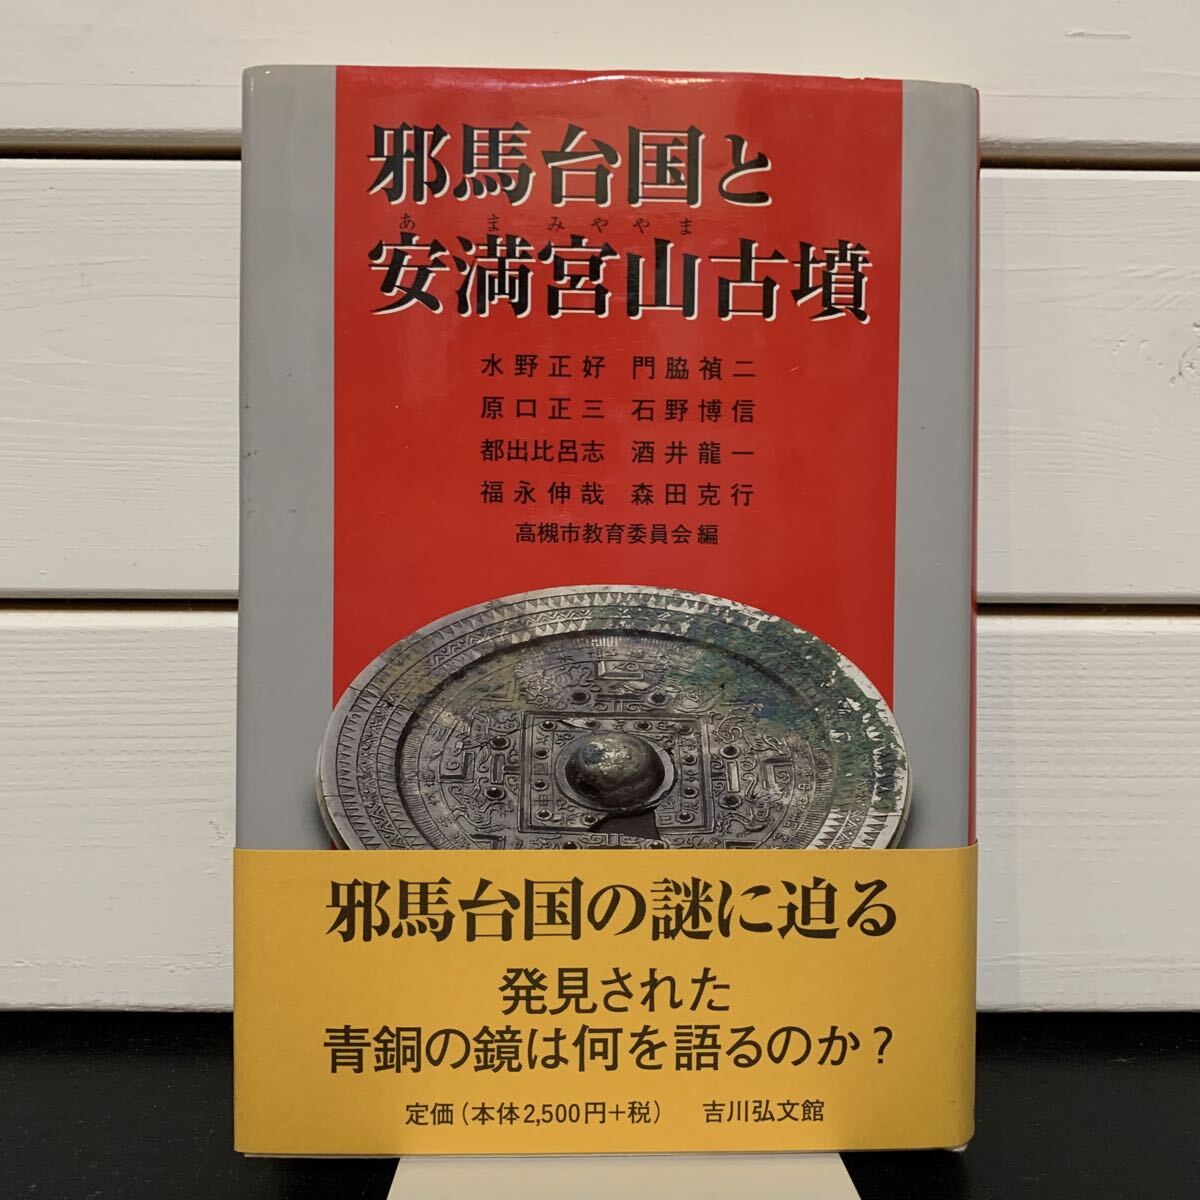 邪馬台国と
あまみややま
安満宮山古墳
水野正好 門脇禎二
原口正三 石野博信
都出比呂志 酒井龍一
福永伸哉 森田克行
高槻市教育委員会編
邪馬台国の謎に迫る
発見された
青銅の鏡は何を語るのか?
定価(本体2,500円+税) 吉川弘文館